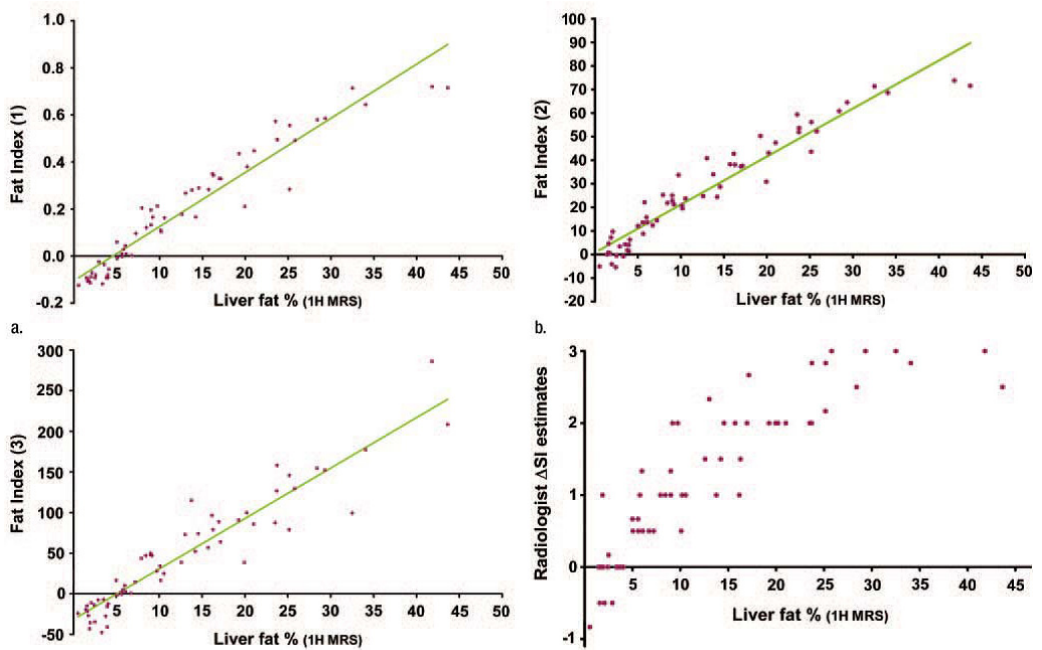 1.0
0.8
0.6
0.4
0.2
0.0
-0.2
Fat Index (1)
5 10 15 20 25 30 35 40 45 50
Liver fat % (1H MRS)
a.
100
90
80
70
60
50
40
30
20
10
0
-10
-20
Fat Index (2)
5 10 15 20 25 30 35 40 45 50
Liver fat % (1H MRS)
b.
300
250
200
150
100
50
0
-50
Fat Index (3)
5 10 15 20 25 30 35 40 45 50
Liver fat % (1H MRS)
3
2
1
0
-1
Radiologist ΔSI estimates
5 10 15 20 25 30 35 40 45
Liver fat % (1H MRS)